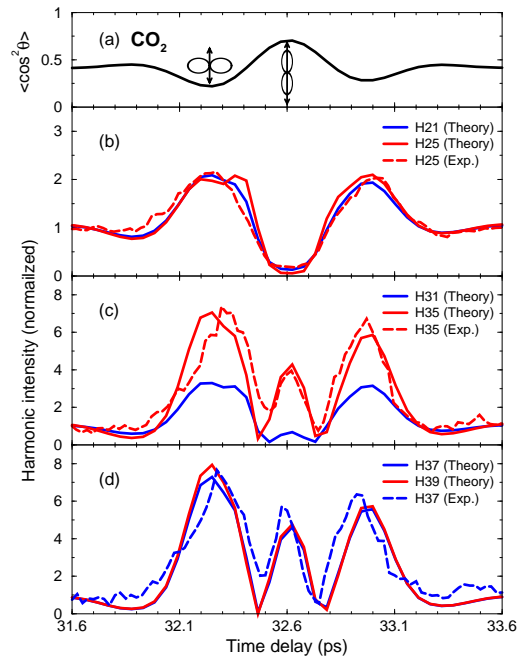 (a) CO2
<cos²θ>
1
0.5
0
(b)
H21 (Theory)
H25 (Theory)
H25 (Exp.)
3
2
1
0
(c)
H31 (Theory)
H35 (Theory)
H35 (Exp.)
8
6
4
2
0
Harmonic intensity (normailzed)
(d)
H37 (Theory)
H39 (Theory)
H37 (Exp.)
8
6
4
2
0
31.6 32.1 32.6 33.1 33.6
Time delay (ps)